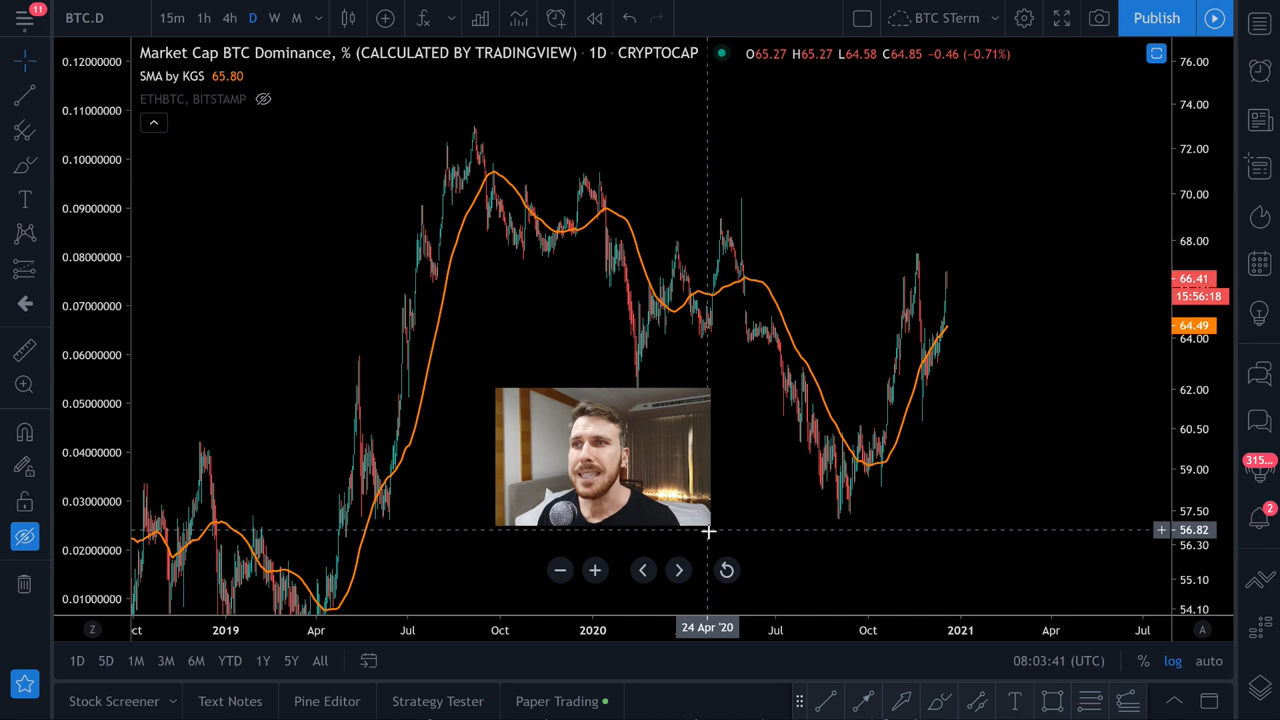 11
BTC.D
15m 1h 4h D W M
BTC STerm
Publish
Market Cap BTC Dominance, % (CALCULATED BY TRADINGVIEW) · 1D · CRYPTOCAP
O65.27 H65.27 L64.58 C64.85 −0.46 (−0.71%)
SMA by KGS 65.80
ETHBTC, BITSTAMP
0.12000000
0.11000000
0.10000000
0.09000000
0.08000000
0.07000000
0.06000000
0.05000000
0.04000000
0.03000000
0.02000000
0.01000000
76.00
74.00
72.00
70.00
68.00
66.41
15:56:18
64.49
64.00
62.00
60.50
59.00
57.50
56.82
56.30
55.10
54.10
315...
2
Z
ct 2019 Apr Jul Oct 2020 24 Apr '20 Jul Oct 2021 Apr Jul
A
1D 5D 1M 3M 6M YTD 1Y 5Y All
08:03:41 (UTC) % log auto
Stock Screener Text Notes Pine Editor Strategy Tester Paper Trading
T